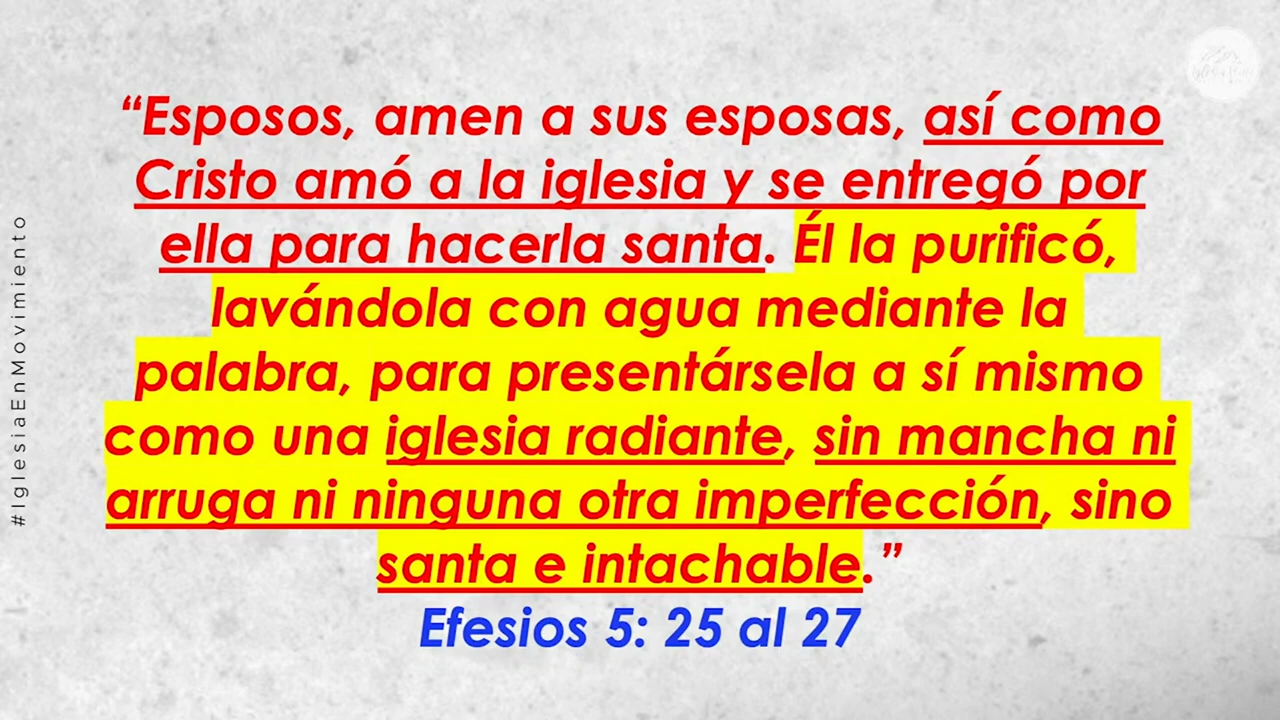 “Esposos, amen a sus esposas, así como
Cristo amó a la iglesia y se entregó por
ella para hacerla santa. Él la purificó,
lavándola con agua mediante la
palabra, para presentársela a sí mismo
como una iglesia radiante, sin mancha ni
arruga ni ninguna otra imperfección, sino
santa e intachable.”
Efesios 5: 25 al 27
#IglesiaEnMovimiento